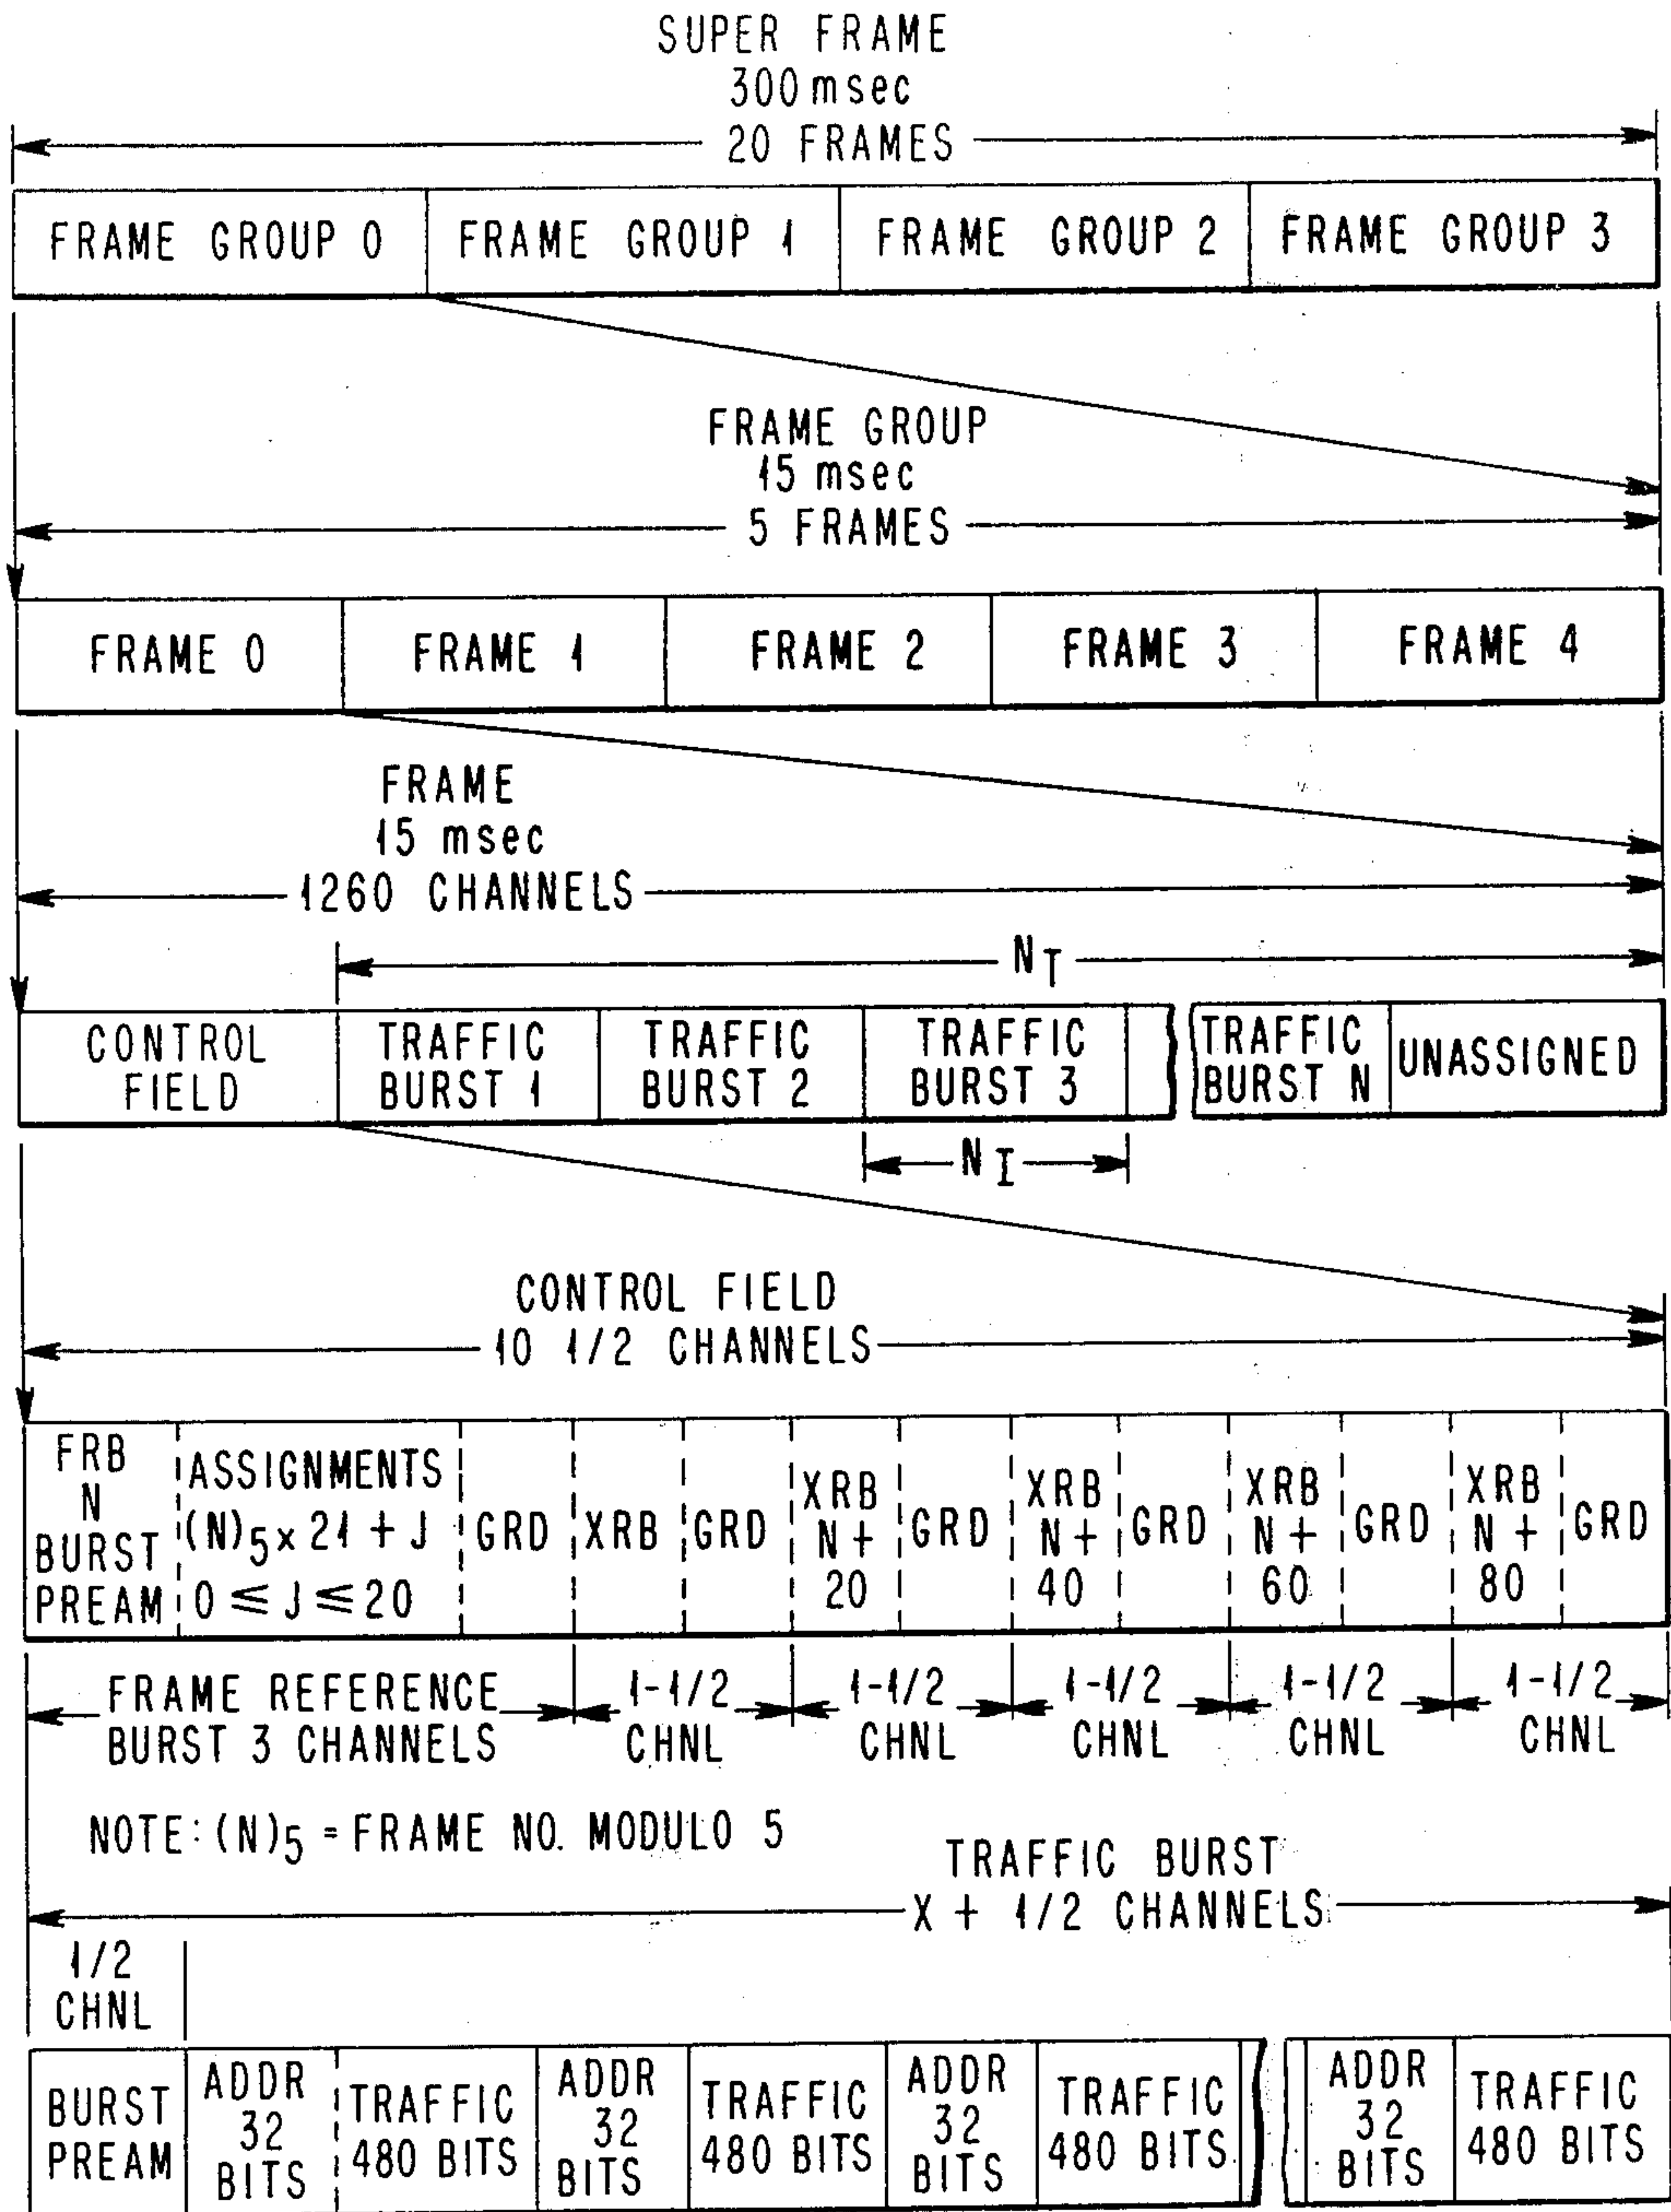 SUPER FRAME
300 msec
20 FRAMES
FRAME GROUP 0 FRAME GROUP 1 FRAME GROUP 2 FRAME GROUP 3
FRAME GROUP
15 msec
5 FRAMES
FRAME 0 FRAME 1 FRAME 2 FRAME 3 FRAME 4
FRAME
15 msec
1260 CHANNELS
N_T
CONTROL FIELD TRAFFIC BURST 1 TRAFFIC BURST 2 TRAFFIC BURST 3 TRAFFIC BURST N UNASSIGNED
N_I
CONTROL FIELD
10 1/2 CHANNELS
FRB
N
BURST
PREAM
ASSIGNMENTS
(N)5 x 21 + J
0 ≤ J ≤ 20
GRD
XRB
GRD
XRB
N +
20
GRD
XRB
N +
40
GRD
XRB
N +
60
GRD
XRB
N +
80
GRD
FRAME REFERENCE
BURST 3 CHANNELS
1-1/2
CHNL
1-1/2
CHNL
1-1/2
CHNL
1-1/2
CHNL
1-1/2
CHNL
NOTE: (N)5 = FRAME NO. MODULO 5
TRAFFIC BURST
X + 1/2 CHANNELS
1/2
CHNL
BURST
PREAM
ADDR
32
BITS
TRAFFIC
480 BITS
ADDR
32
BITS
TRAFFIC
480 BITS
ADDR
32
BITS
TRAFFIC
480 BITS
ADDR
32
BITS
TRAFFIC
480 BITS